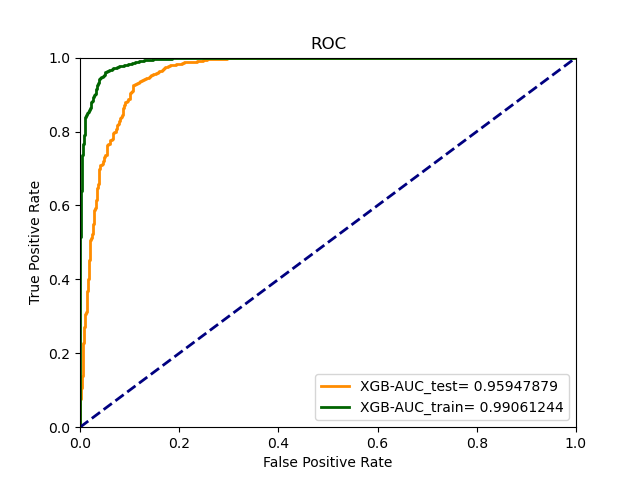 ROC
True Positive Rate
1.0
0.8
0.6
0.4
0.2
0.0
XGB-AUC_test= 0.95947879
XGB-AUC_train= 0.99061244
0.0 0.2 0.4 0.6 0.8 1.0
False Positive Rate